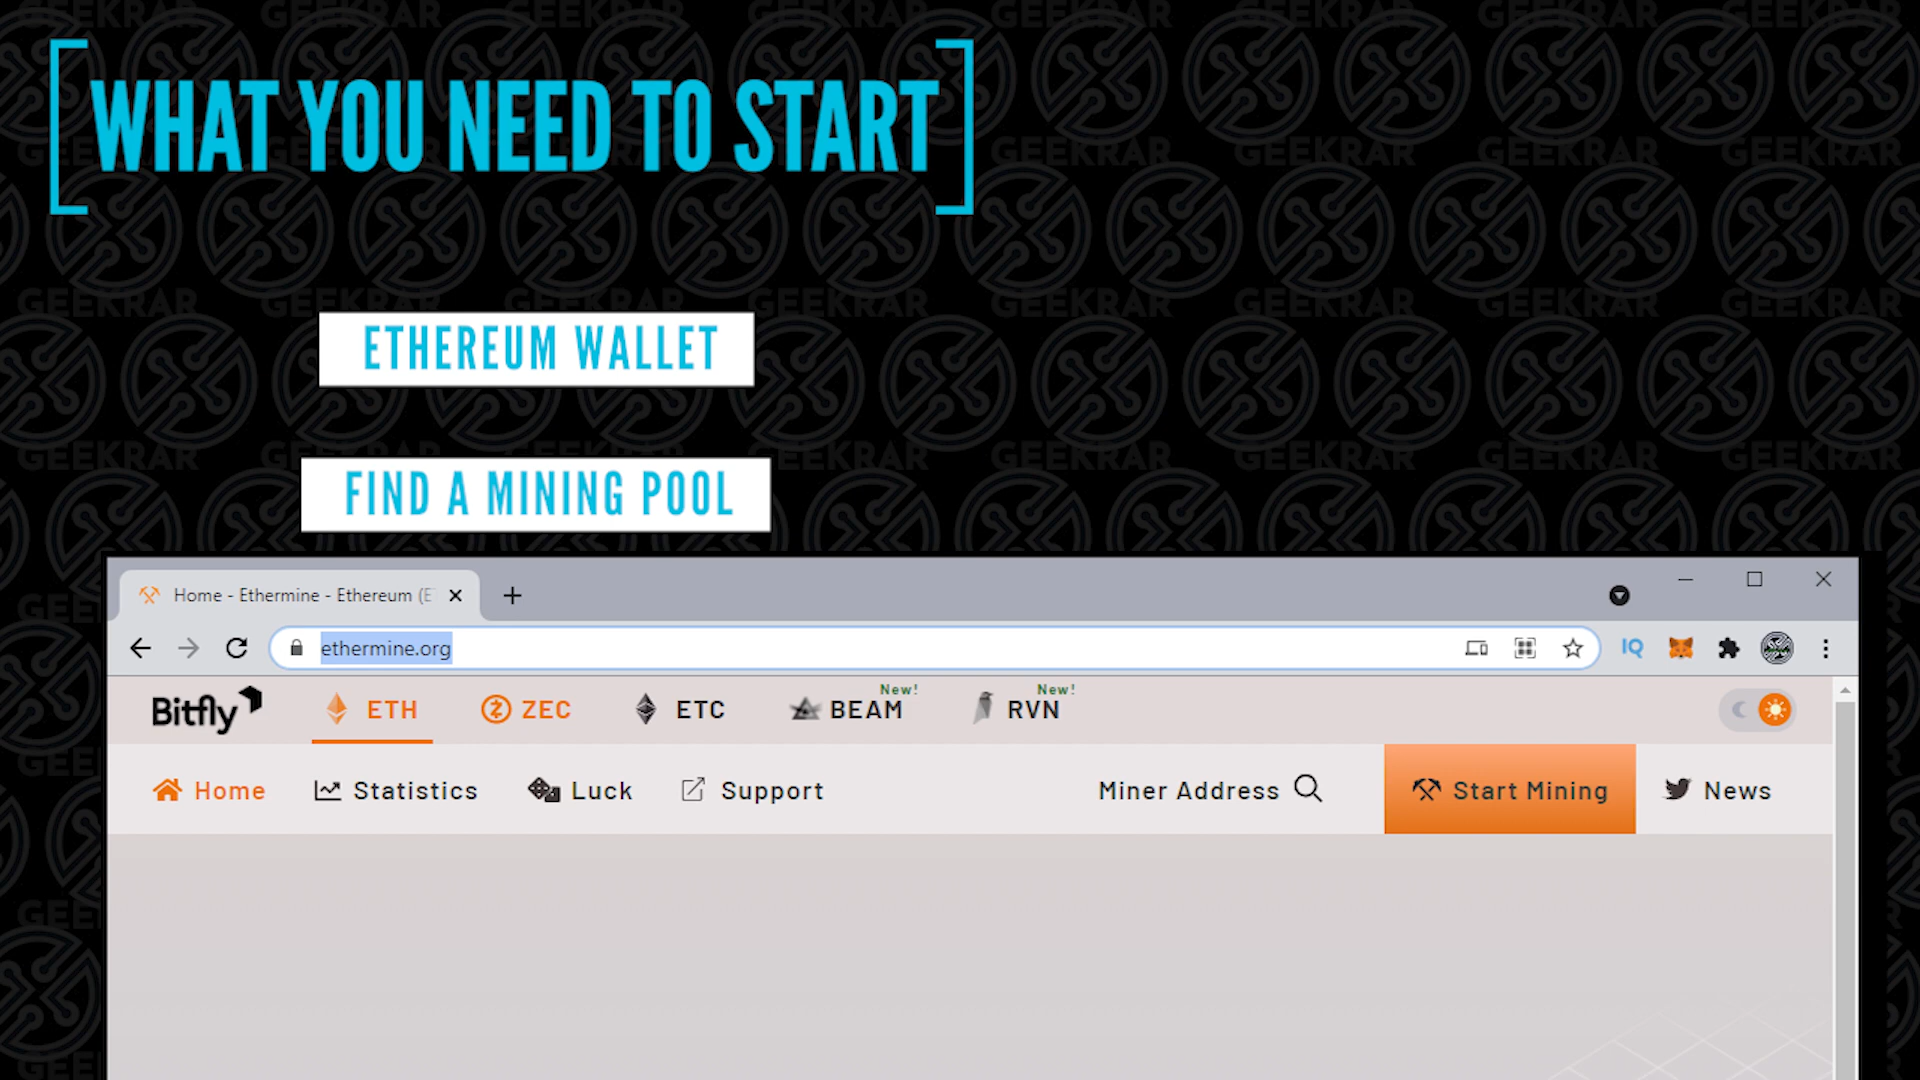 WHAT YOU NEED TO START
ETHEREUM WALLET
FIND A MINING POOL
Home - Ethermine - Ethereum (E
ethermine.org
IQ
Bitfly
ETH
ZEC
ETC
New!
BEAM
New!
RVN
Home
Statistics
Luck
Support
Miner Address
Start Mining
News
GEEKRAR